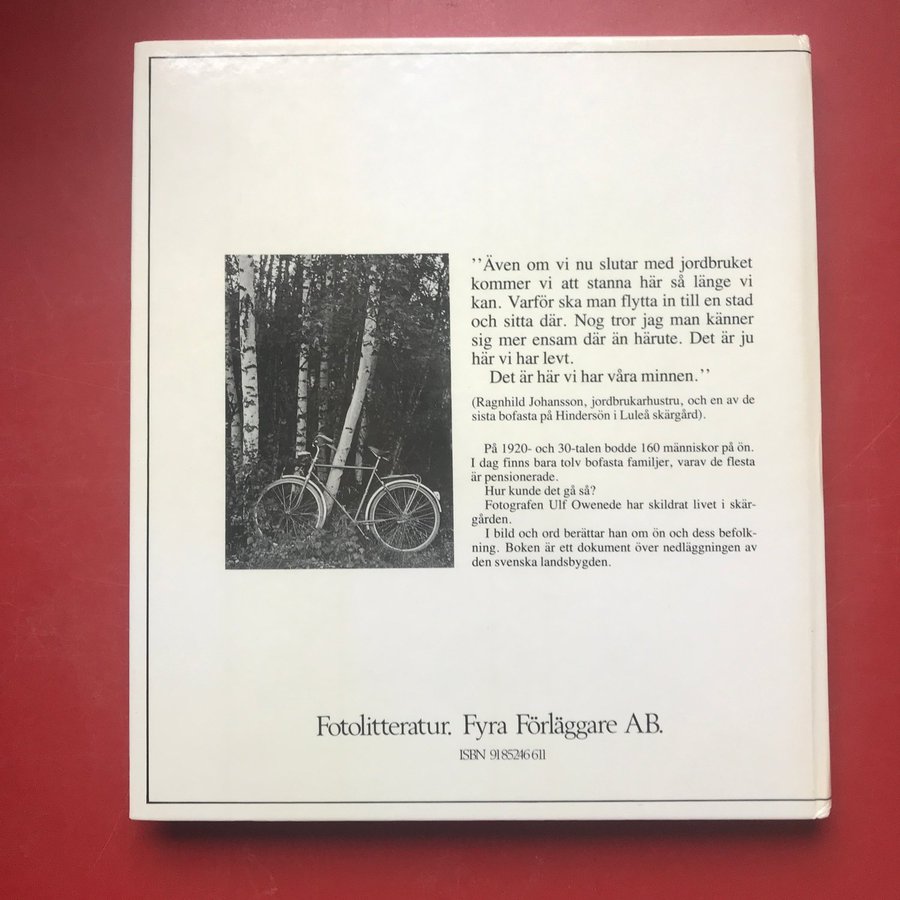 ’’Även om vi nu slutar med jordbruket
kommer vi att stanna här så länge vi
kan. Varför ska man flytta in till en stad
och sitta där. Nog tror jag man känner
sig mer ensam där än härute. Det är ju
här vi har levt.
Det är här vi har våra minnen.’’
(Ragnhild Johansson, jordbrukarhustru, och en av de
sista bofasta på Hindersön i Luleå skärgård).
På 1920- och 30-talen bodde 160 människor på ön.
I dag finns bara tolv bofasta familjer, varav de flesta
är pensionerade.
Hur kunde det gå så?
Fotografen Ulf Owenede har skildrat livet i skär-
gården.
I bild och ord berättar han om ön och dess befolk-
ning. Boken är ett dokument över nedläggningen av
den svenska landsbygden.
Fotolitteratur. Fyra Förläggare AB.
ISBN 9185246611